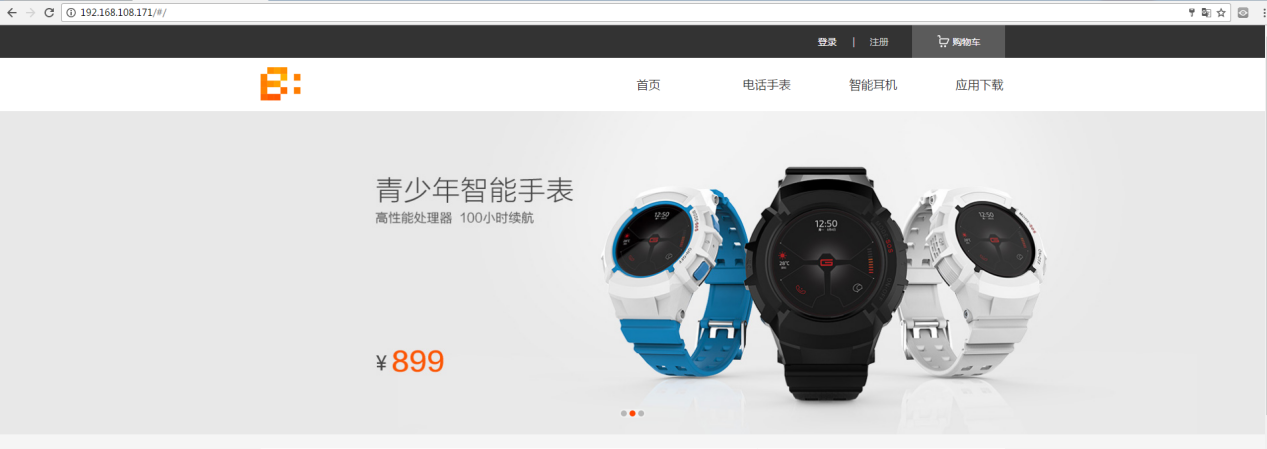 192.168.108.171/#/
登录 | 注册 购物车
首页 电话手表 智能耳机 应用下载
青少年智能手表
高性能处理器 100小时续航
12:50 12:50 12:50
28°C
¥899